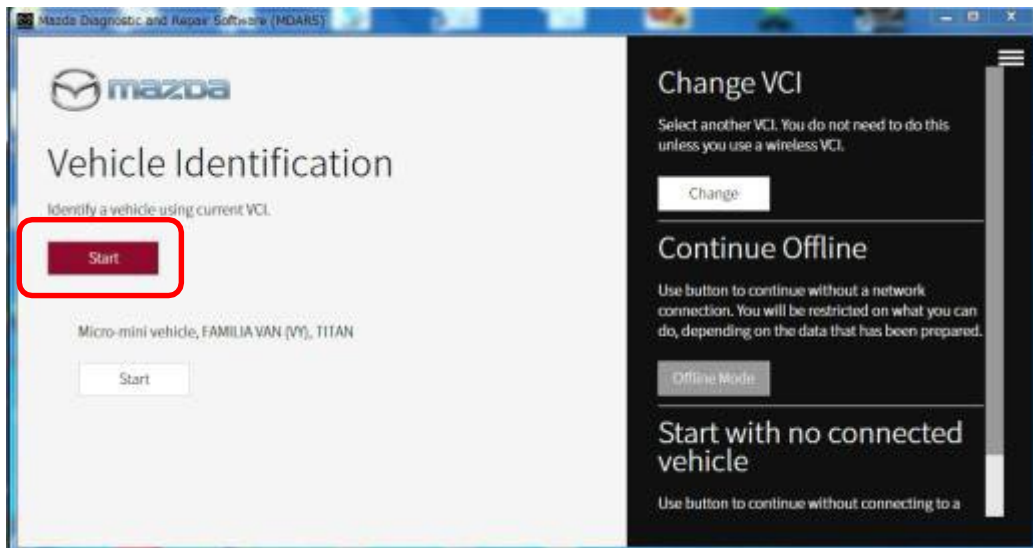 Mazda Diagnostic and Repair Software (MDARS)
mazda
Vehicle Identification
Identify a vehicle using current VCI.
Start
Micro-mini vehicle, FAMILIA VAN (VY), TITAN
Start
Change VCI
Select another VCI. You do not need to do this
unless you use a wireless VCI.
Change
Continue Offline
Use button to continue without a network
connection. You will be restricted on what you can
do, depending on the data that has been prepared.
Offline Mode
Start with no connected
vehicle
Use button to continue without connecting to a